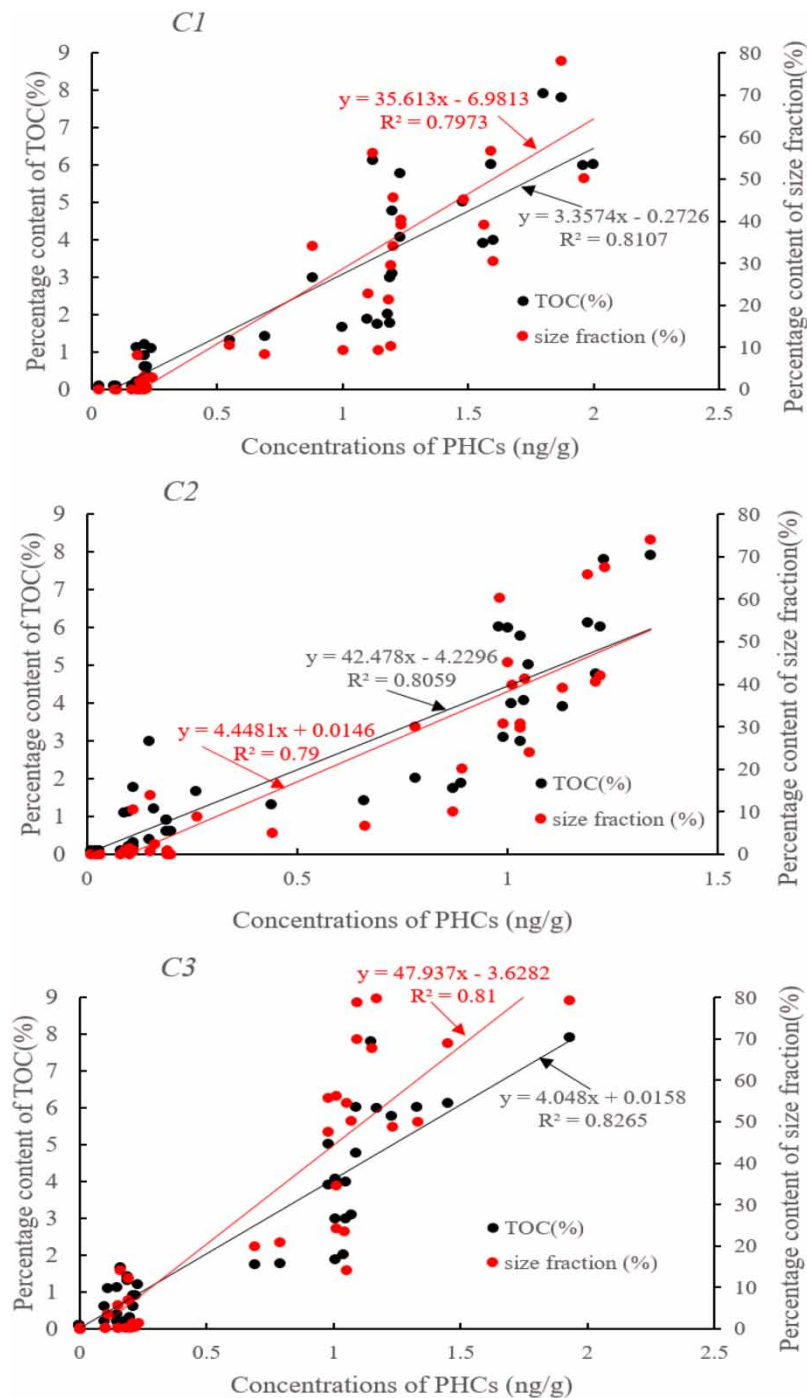 C1
Percentage content of TOC(%)
9
8
7
6
5
4
3
2
1
0
y = 35.613x - 6.9813
R² = 0.7973
y = 3.3574x - 0.2726
R² = 0.8107
TOC(%)
size fraction (%)
80
70
60
50
40
30
20
10
0
Percentage content of size fraction(%)
0 0.5 1 1.5 2 2.5
Concentrations of PHCs (ng/g)
C2
Percentage content of TOC(%)
9
8
7
6
5
4
3
2
1
0
y = 42.478x - 4.2296
R² = 0.8059
y = 4.4481x + 0.0146
R² = 0.79
TOC(%)
size fraction (%)
80
70
60
50
40
30
20
10
0
Percentage content of size fraction(%)
0 0.5 1 1.5
Concentrations of PHCs (ng/g)
C3
Percentage content of TOC(%)
9
8
7
6
5
4
3
2
1
0
y = 47.937x - 3.6282
R² = 0.81
y = 4.048x + 0.0158
R² = 0.8265
TOC(%)
size fraction (%)
80
70
60
50
40
30
20
10
0
Percentage content of size fraction(%)
0 0.5 1 1.5 2 2.5
Concentrations of PHCs (ng/g)